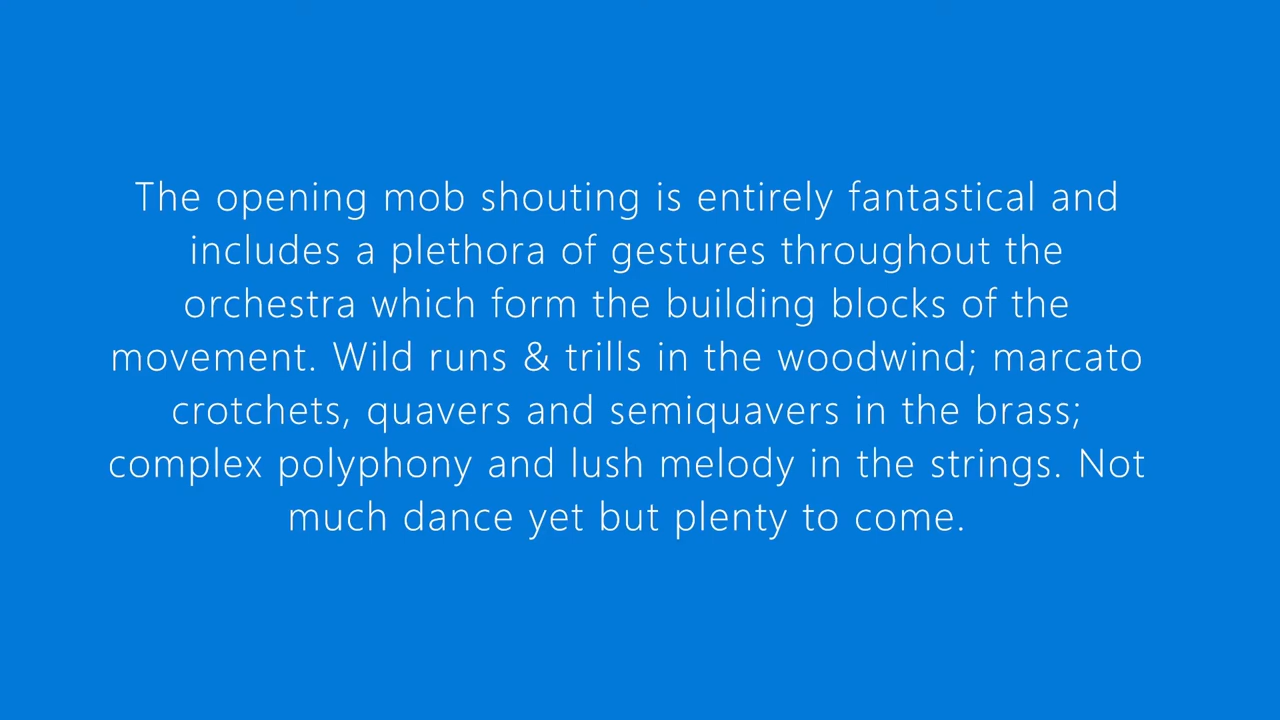 The opening mob shouting is entirely fantastical and
includes a plethora of gestures throughout the
orchestra which form the building blocks of the
movement. Wild runs & trills in the woodwind; marcato
crotchets, quavers and semiquavers in the brass;
complex polyphony and lush melody in the strings. Not
much dance yet but plenty to come.